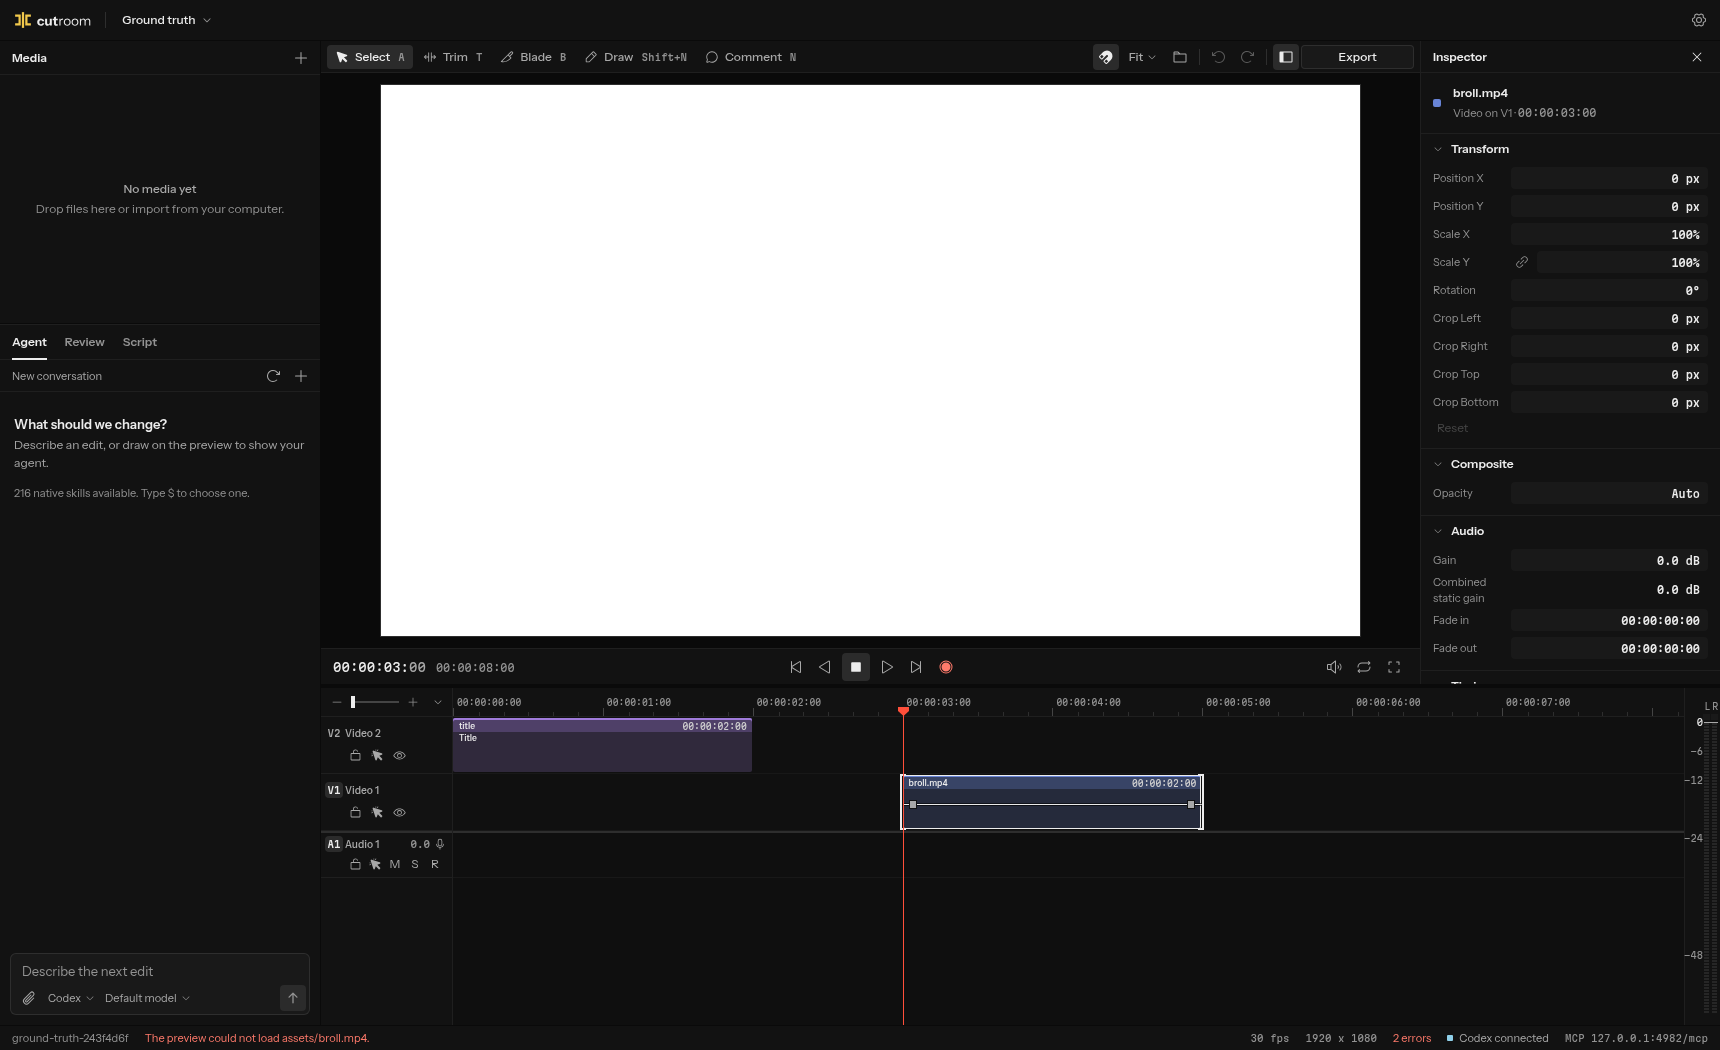 cutroom
Ground truth
Media
Select A
Trim T
Blade B
Draw Shift+N
Comment N
Fit
Export
Inspector
No media yet
Drop files here or import from your computer.
Agent
Review
Script
New conversation
What should we change?
Describe an edit, or draw on the preview to show your
agent.
216 native skills available. Type $ to choose one.
Describe the next edit
Codex
Default model
broll.mp4
Video on V1·00:00:03:00
Transform
Position X 0 px
Position Y 0 px
Scale X 100%
Scale Y 100%
Rotation 0°
Crop Left 0 px
Crop Right 0 px
Crop Top 0 px
Crop Bottom 0 px
Reset
Composite
Opacity Auto
Audio
Gain 0.0 dB
Combined
static gain 0.0 dB
Fade in 00:00:00:00
Fade out 00:00:00:00
00:00:03:00 00:00:08:00
00:00:00:00 00:00:01:00 00:00:02:00 00:00:03:00 00:00:04:00 00:00:05:00 00:00:06:00 00:00:07:00
V2 Video 2
title 00:00:02:00
Title
V1 Video 1
broll.mp4 00:00:02:00
A1 Audio 1 0.0
M S R
L R
0
-6
-12
-24
-48
ground-truth-243f4d6f
The preview could not load assets/broll.mp4.
30 fps
1920 x 1080
2 errors
Codex connected
MCP 127.0.0.1:4982/mcp